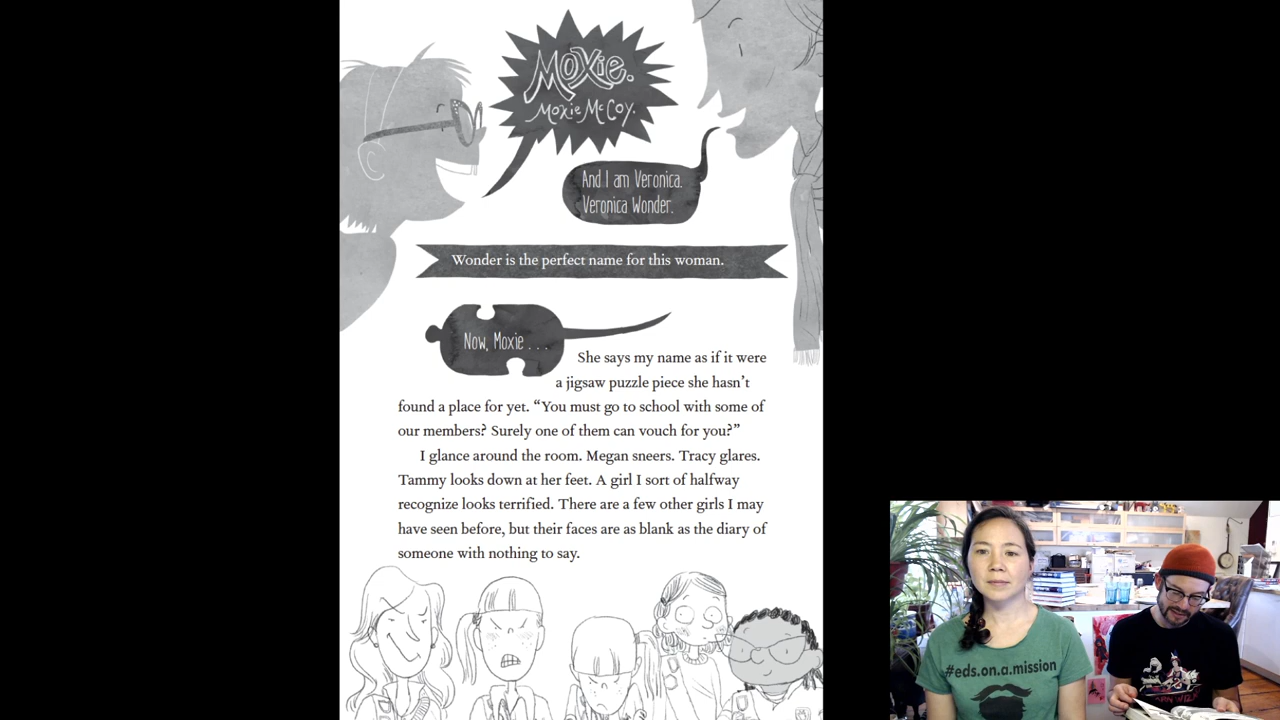 Moxie.
Moxie McCoy.
And I am Veronica.
Veronica Wonder.
Wonder is the perfect name for this woman.
Now, Moxie . . .
She says my name as if it were
a jigsaw puzzle piece she hasn’t
found a place for yet. “You must go to school with some of
our members? Surely one of them can vouch for you?”
I glance around the room. Megan sneers. Tracy glares.
Tammy looks down at her feet. A girl I sort of halfway
recognize looks terrified. There are a few other girls I may
have seen before, but their faces are as blank as the diary of
someone with nothing to say.
#eds.on.a.mission